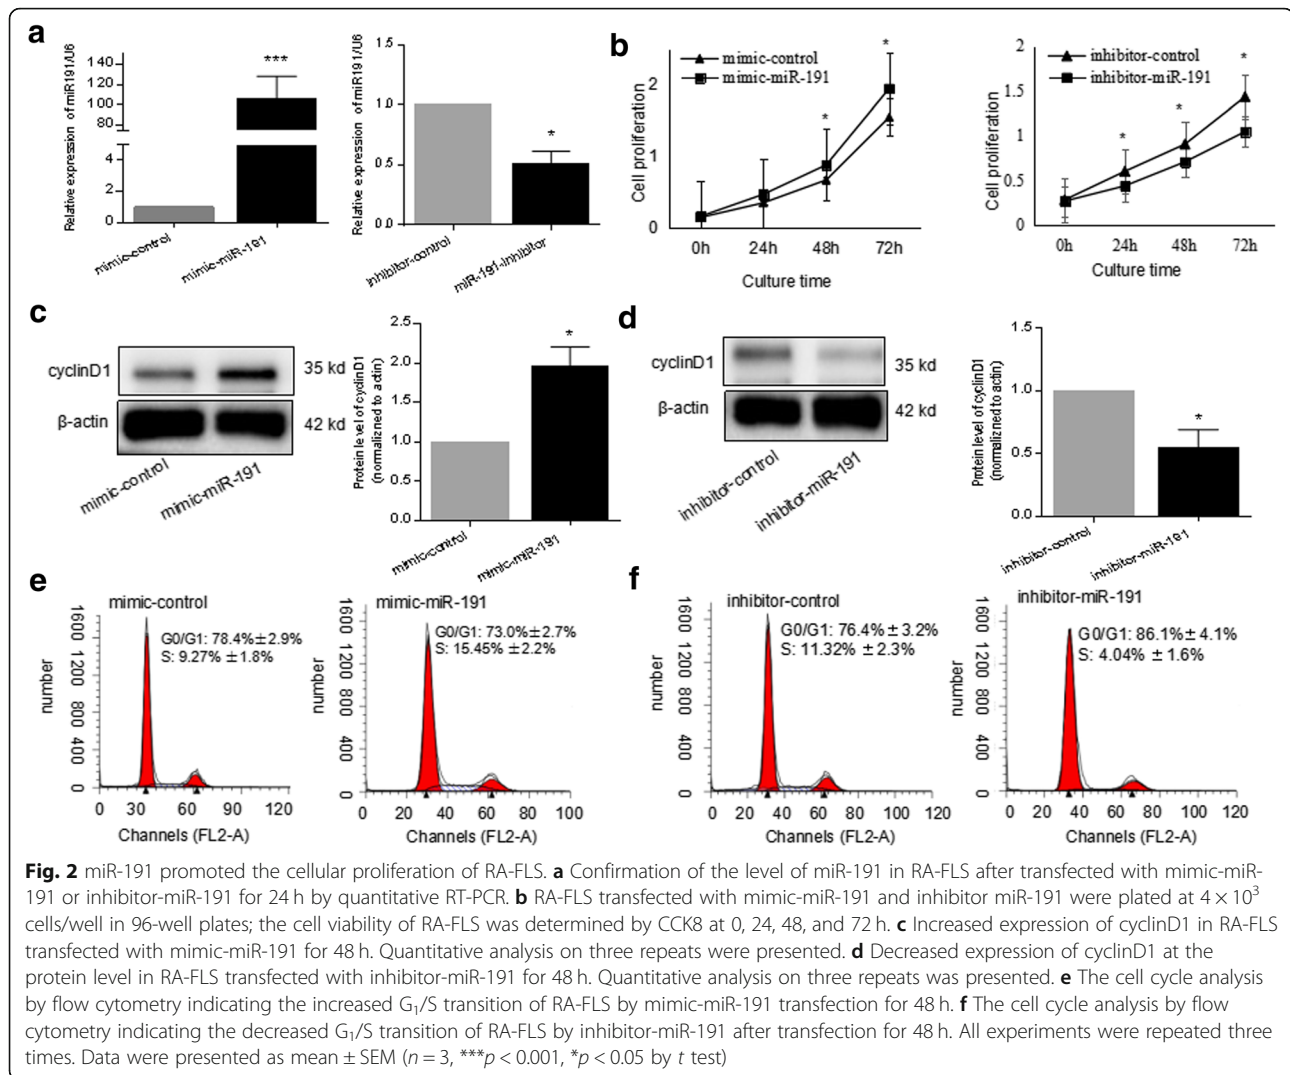 a
Relative expression of miR191/U6
140
120
100
80
4
2
0
***
mimic-control
mimic-miR-191
Relative expression of miR191/U6
1.5
1.0
0.5
0.0
*
inhibitor-control
miR-191-inhibitor
b
Cell proliferation
2
1
0
mimic-control
mimic-miR-191
*
*
0h 24h 48h 72h
Culture time
Cell proliferation
2
1.5
1
0.5
0
inhibitor-control
inhibitor-miR-191
*
*
*
0h 24h 48h 72h
Culture time
c
cyclinD1
35 kd
β-actin
42 kd
mimic-control
mimic-miR-191
Protein level of cyclinD1
(normalized to actin)
2.5
2.0
1.5
1.0
0.5
0.0
*
mimic-control
mimic-miR-191
d
cyclinD1
35 kd
β-actin
42 kd
inhibitor-control
inhibitor-miR-191
Protein level of cyclinD1
(normalizned to actin)
1.5
1.0
0.5
0.0
*
inhibitor-control
inhibitor-miR-191
e
mimic-control
G0/G1: 78.4%±2.9%
S: 9.27% ±1.8%
number
1600
1200
800
400
0
0 30 60 90 120
Channels (FL2-A)
mimic-miR-191
G0/G1: 73.0%±2.7%
S: 15.45% ±2.2%
number
1600
1200
800
400
0
0 20 40 60 80 100
Channels (FL2-A)
f
inhibitor-control
G0/G1: 76.4%±3.2%
S: 11.32% ±2.3%
number
1600
1200
800
400
0
0 20 40 60 80 100
Channels (FL2-A)
inhibitor-miR-191
G0/G1: 86.1%±4.1%
S: 4.04% ±1.6%
number
1600
1200
800
400
0
0 20 40 60 80 100 120
Channels (FL2-A)
Fig. 2 miR-191 promoted the cellular proliferation of RA-FLS. a Confirmation of the level of miR-191 in RA-FLS after transfected with mimic-miR-
191 or inhibitor-miR-191 for 24 h by quantitative RT-PCR. b RA-FLS transfected with mimic-miR-191 and inhibitor miR-191 were plated at 4 × 10³
cells/well in 96-well plates; the cell viability of RA-FLS was determined by CCK8 at 0, 24, 48, and 72 h. c Increased expression of cyclinD1 in RA-FLS
transfected with mimic-miR-191 for 48 h. Quantitative analysis on three repeats were presented. d Decreased expression of cyclinD1 at the
protein level in RA-FLS transfected with inhibitor-miR-191 for 48 h. Quantitative analysis on three repeats was presented. e The cell cycle analysis
by flow cytometry indicating the increased G₁/S transition of RA-FLS by mimic-miR-191 transfection for 48 h. f The cell cycle analysis by flow
cytometry indicating the decreased G₁/S transition of RA-FLS by inhibitor-miR-191 after transfection for 48 h. All experiments were repeated three
times. Data were presented as mean ± SEM (n = 3, ***p < 0.001, *p < 0.05 by t test)